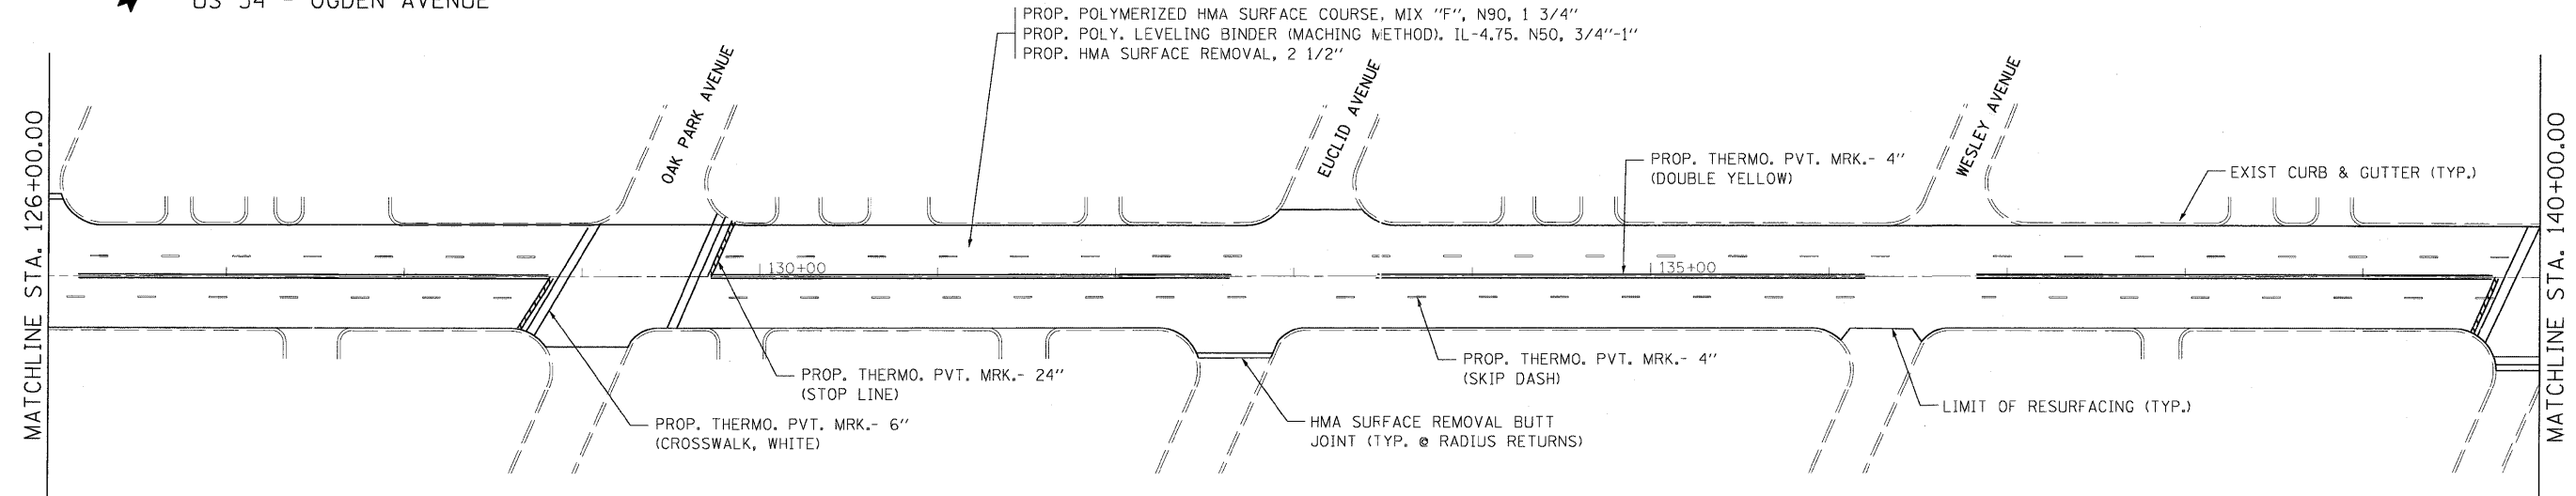 US 34 - OGDEN AVENUE
PROP. POLYMERIZED HMA SURFACE COURSE, MIX "F", N90, 1 3/4"
PROP. POLY. LEVELING BINDER (MACHING METHOD). IL-4.75. N50, 3/4"-1"
PROP. HMA SURFACE REMOVAL, 2 1/2"
MATCHLINE STA. 126+00.00
OAK PARK AVENUE
EUCLID AVENUE
WESLEY AVENUE
MATCHLINE STA. 140+00.00
PROP. THERMO. PVT. MRK.- 4"
(DOUBLE YELLOW)
EXIST CURB & GUTTER (TYP.)
130+00
135+00
PROP. THERMO. PVT. MRK.- 24"
(STOP LINE)
PROP. THERMO. PVT. MRK.- 4"
(SKIP DASH)
PROP. THERMO. PVT. MRK.- 6"
(CROSSWALK, WHITE)
HMA SURFACE REMOVAL BUTT
JOINT (TYP. @ RADIUS RETURNS)
LIMIT OF RESURFACING (TYP.)